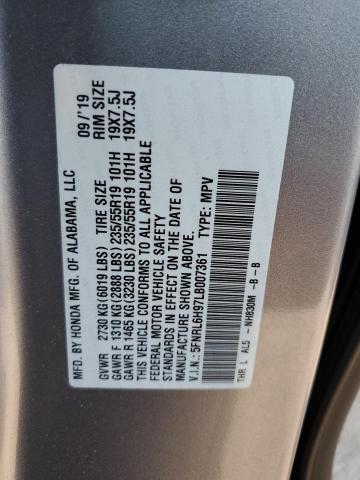 MFD. BY HONDA MFG. OF ALABAMA, LLC 09/'19
TIRE SIZE RIM SIZE
GVWR 2730 KG (6019 LBS)
GAWR F 1310 KG (2888 LBS) 235/55R19 101H 19X7.5J
GAWR R 1465 KG (3230 LBS) 235/55R19 101H 19X7.5J
THIS VEHICLE CONFORMS TO ALL APPLICABLE
FEDERAL MOTOR VEHICLE SAFETY
STANDARDS IN EFFECT ON THE DATE OF
MANUFACTURE SHOWN ABOVE.
V.I.N.: 5FNRL6H97LB007361 TYPE: MPV
THR L AL5 - NH830M -B -B